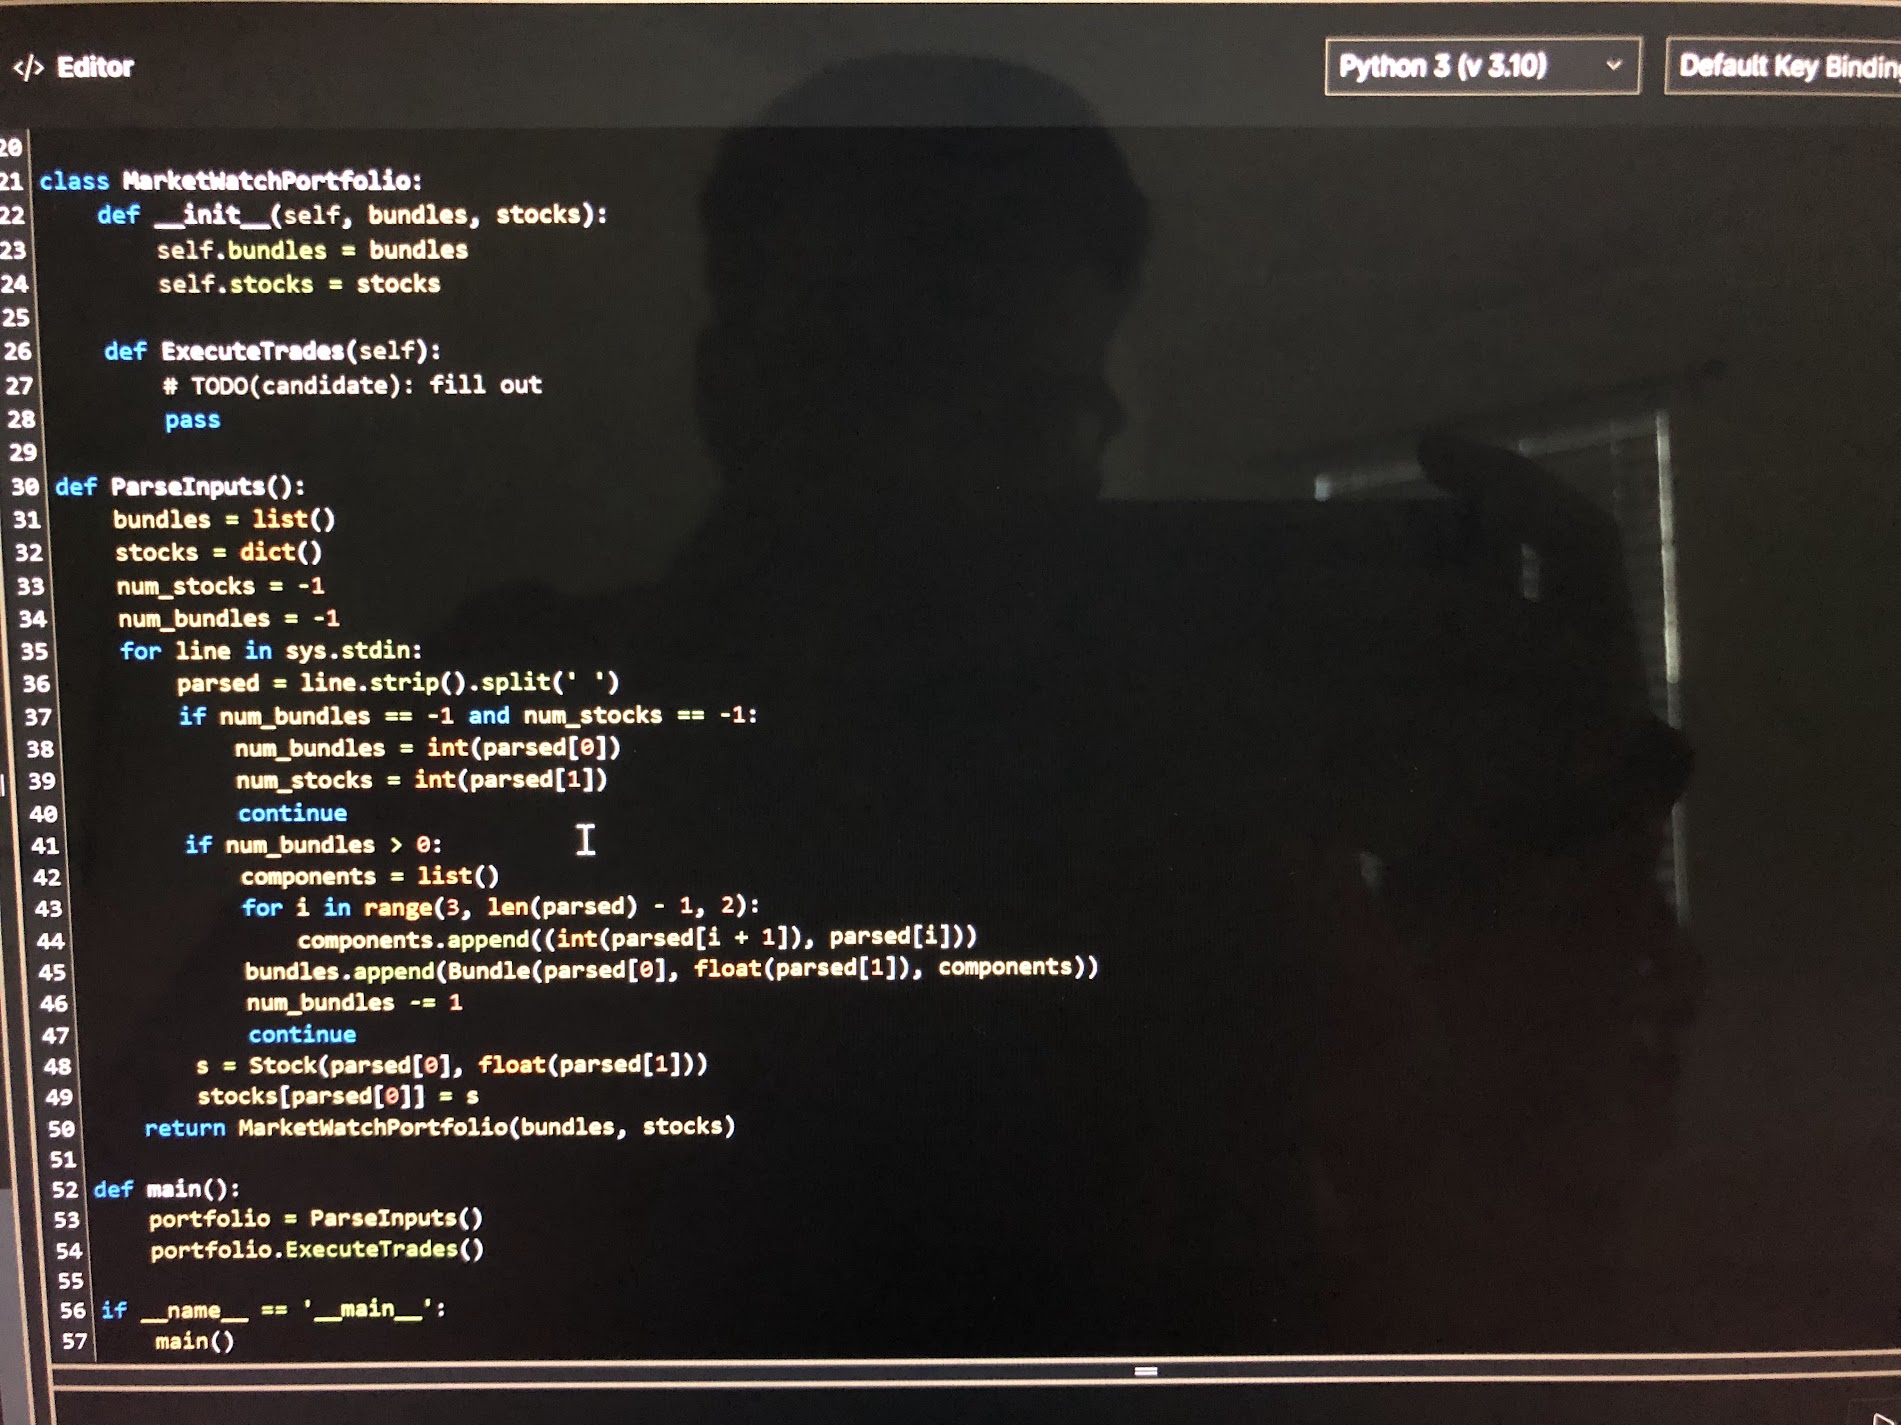 </> Editor
Python 3 (v 3.10)
Default Key Bindin
20
21 class MarketWatchPortfolio:
22     def __init__(self, bundles, stocks):
23         self.bundles = bundles
24         self.stocks = stocks
25
26     def ExecuteTrades(self):
27         # TODO(candidate): fill out
28         pass
29
30 def ParseInputs():
31     bundles = list()
32     stocks = dict()
33     num_stocks = -1
34     num_bundles = -1
35     for line in sys.stdin:
36         parsed = line.strip().split(' ')
37         if num_bundles == -1 and num_stocks == -1:
38             num_bundles = int(parsed[0])
39             num_stocks = int(parsed[1])
40             continue
41         if num_bundles > 0:
42             components = list()
43             for i in range(3, len(parsed) - 1, 2):
44                 components.append((int(parsed[i + 1]), parsed[i]))
45             bundles.append(Bundle(parsed[0], float(parsed[1]), components))
46             num_bundles -= 1
47             continue
48         s = Stock(parsed[0], float(parsed[1]))
49         stocks[parsed[0]] = s
50     return MarketWatchPortfolio(bundles, stocks)
51
52 def main():
53     portfolio = ParseInputs()
54     portfolio.ExecuteTrades()
55
56 if __name__ == '__main__':
57     main()